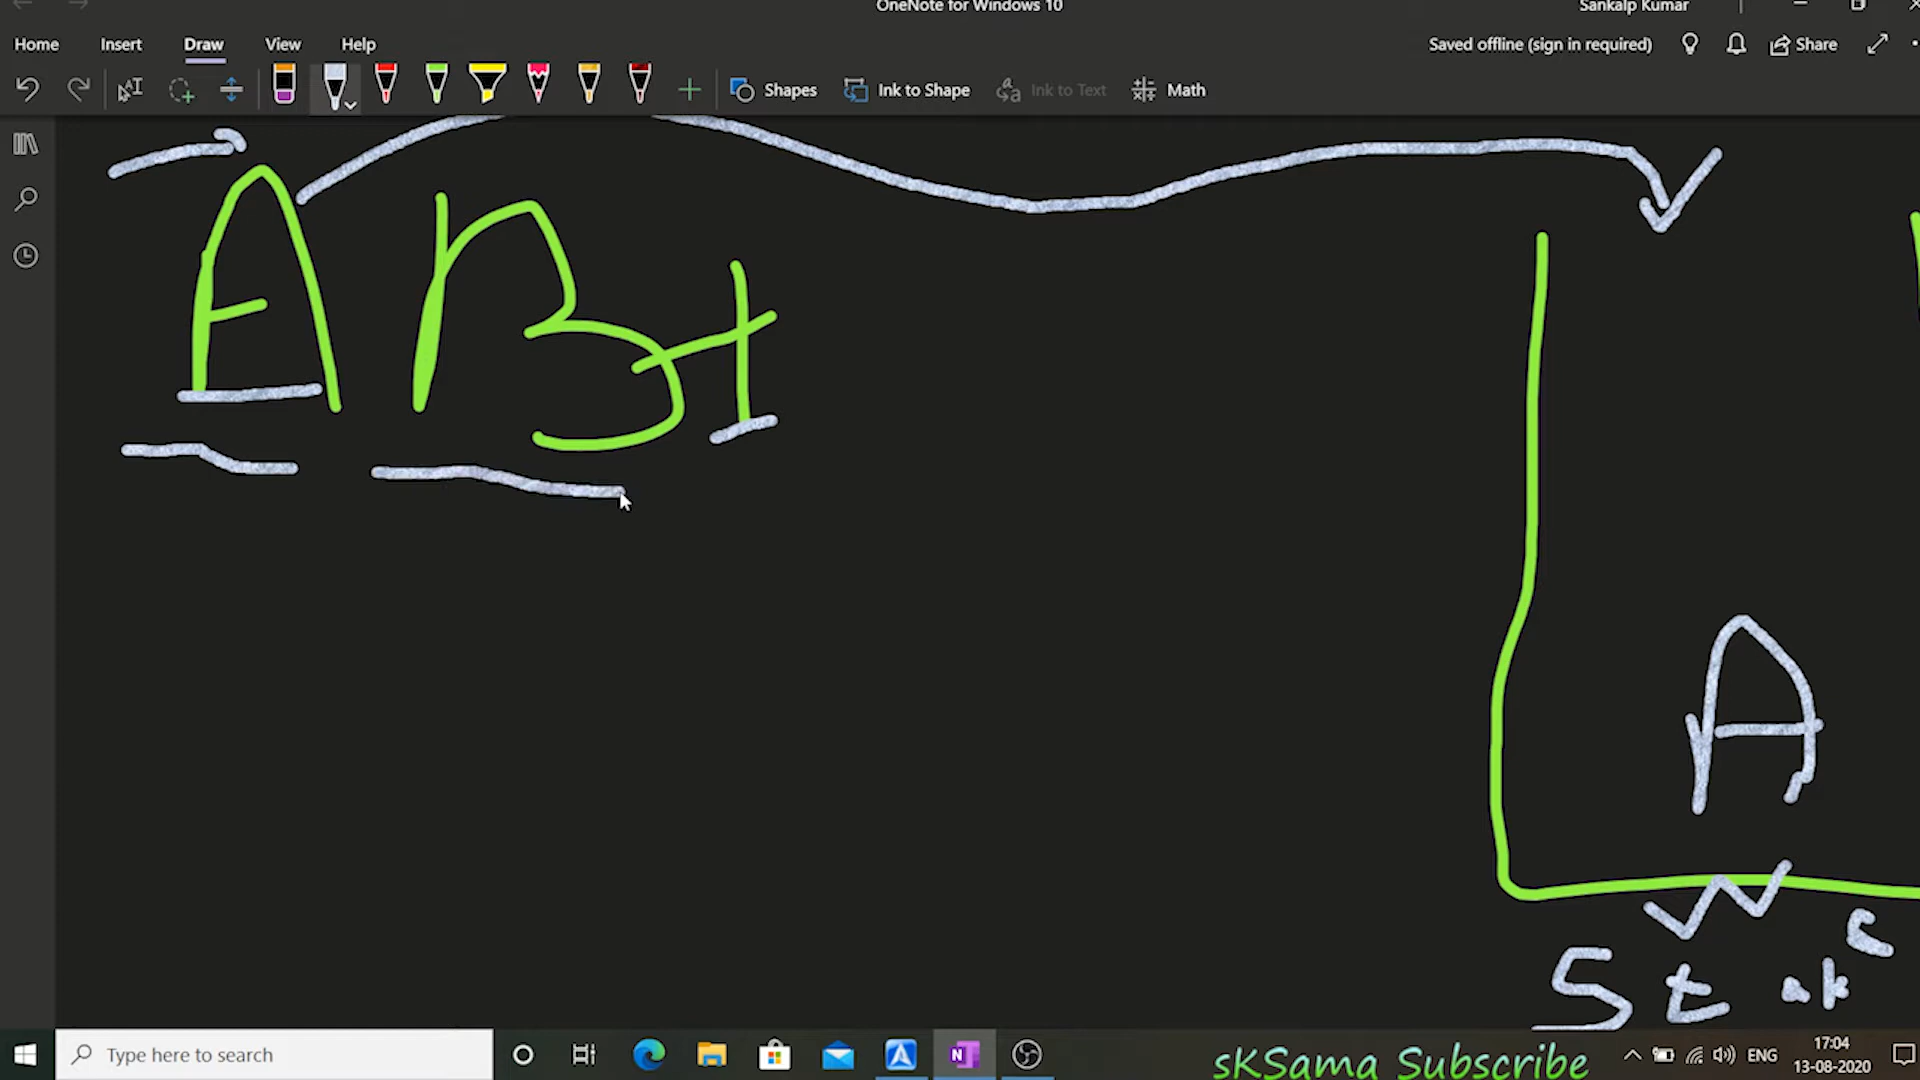 OneNote for Windows 10 Sankalp Kumar
Home Insert Draw View Help Saved offline (sign in required) Share
Shapes Ink to Shape Ink to Text Math
A B +
A
Stack
Type here to search
sKSama Subscribe
ENG
17:04
13-08-2020